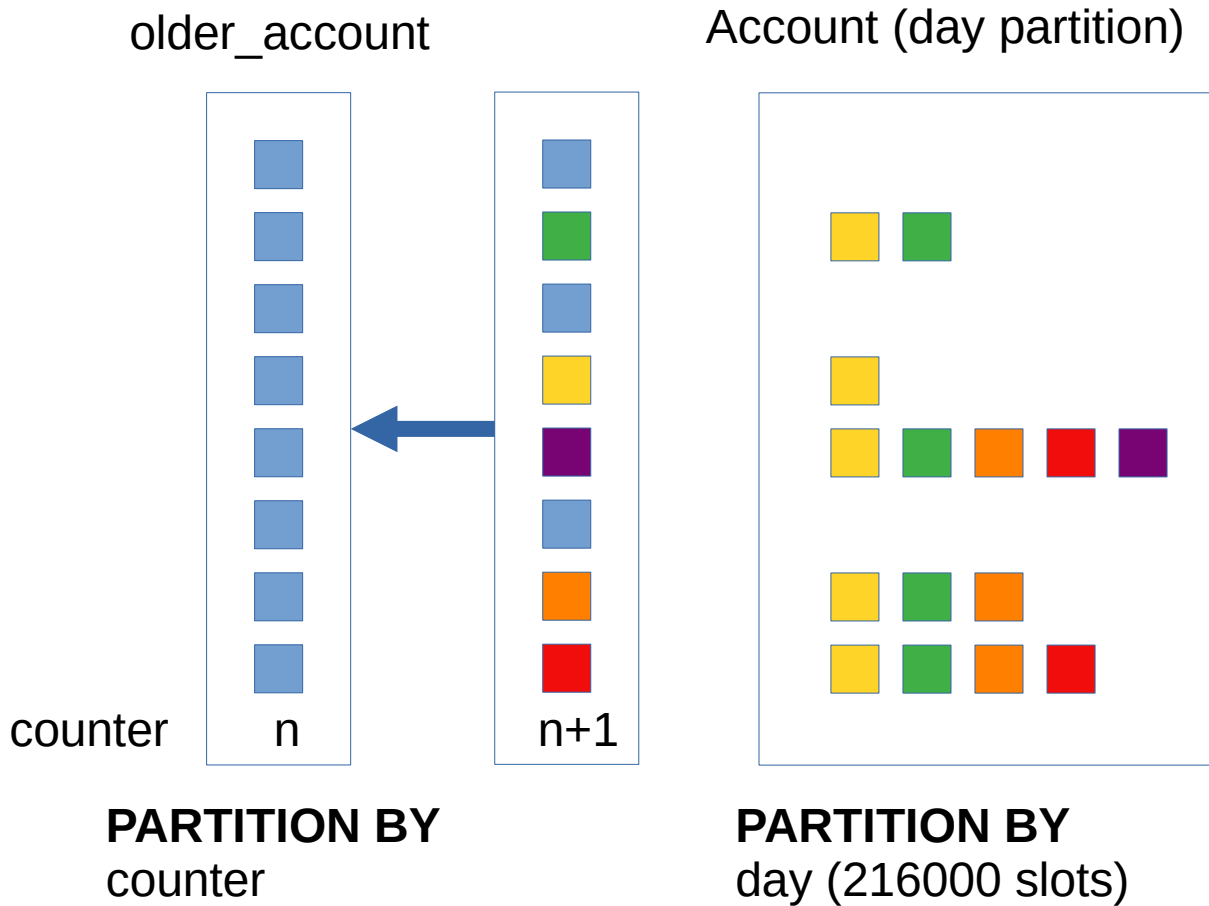 older_account
Account (day partition)
counter
n
n+1
PARTITION BY
counter
PARTITION BY
day (216000 slots)